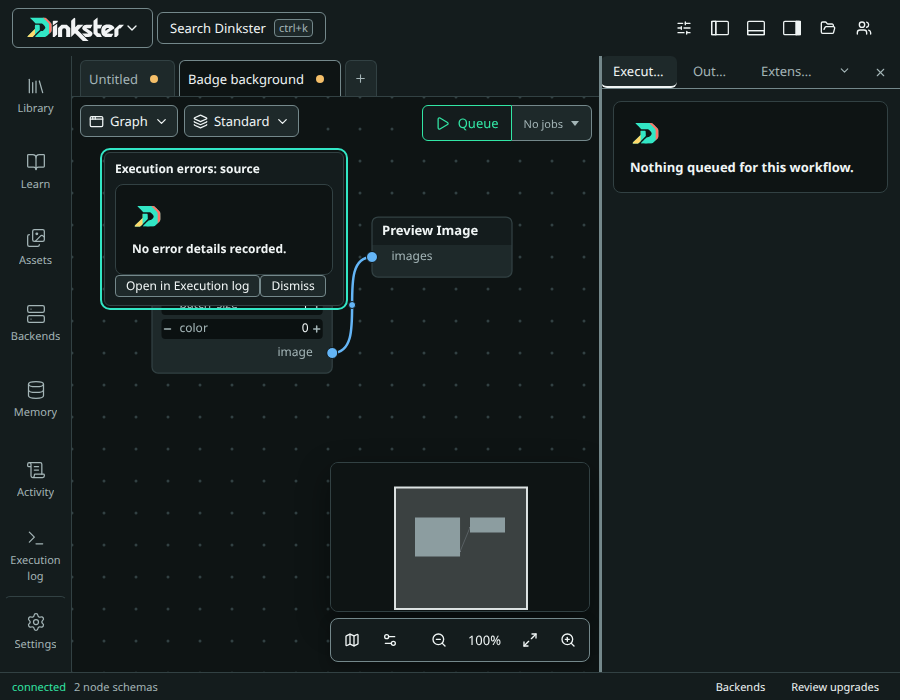 Dinkster
Search Dinkster ctrl+k
Untitled
Badge background
Execut...
Out...
Extens...
Library
Learn
Assets
Backends
Memory
Activity
Execution
log
Settings
Graph
Standard
Queue
No jobs
Execution errors: source
No error details recorded.
Open in Execution log
Dismiss
color 0
image
Preview Image
images
100%
Nothing queued for this workflow.
connected 2 node schemas
Backends
Review upgrades